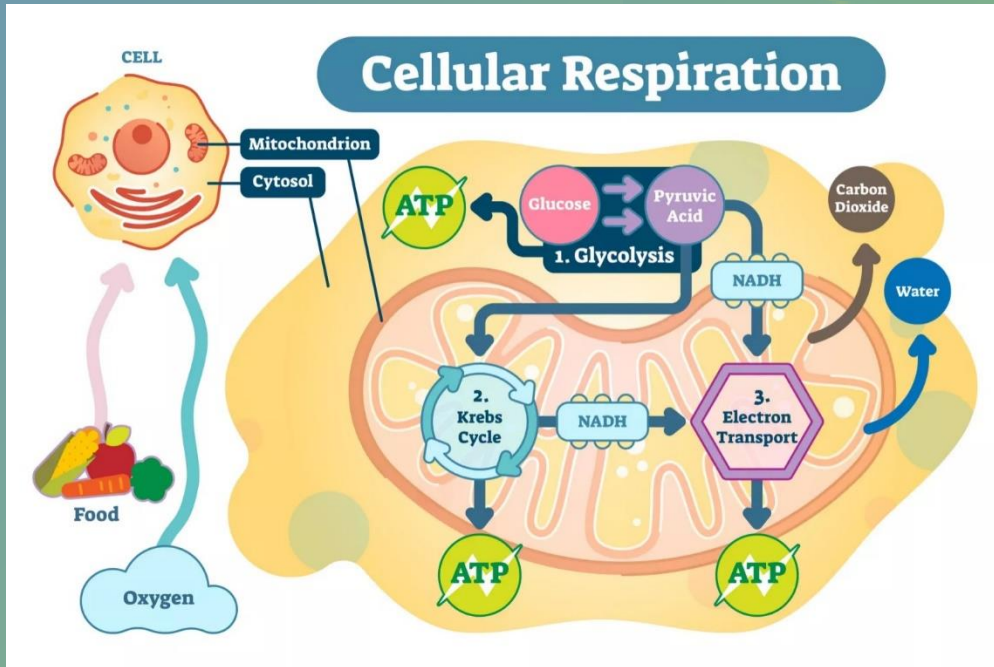 Cellular Respiration
CELL
Mitochondrion
Cytosol
ATP
Glucose
Pyruvic
Acid
1. Glycolysis
NADH
Carbon
Dioxide
Water
2.
Krebs
Cycle
NADH
3.
Electron
Transport
ATP
ATP
Food
Oxygen